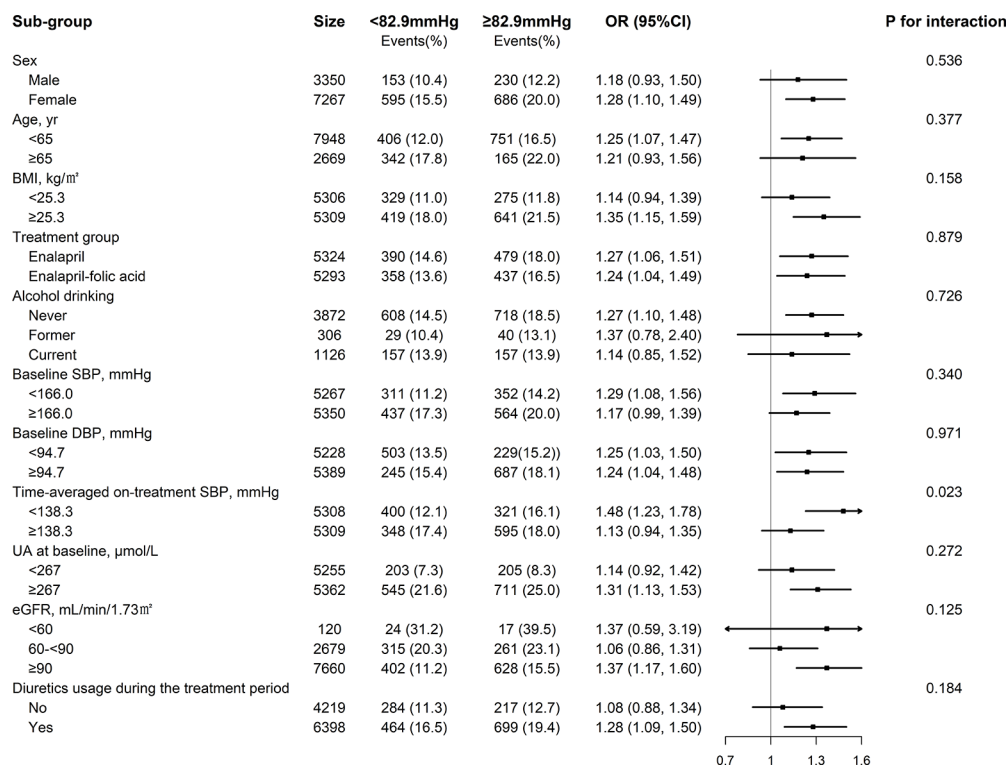 Sub-group Size <82.9mmHg ≥82.9mmHg OR (95%CI) P for interaction
Events(%) Events(%)
Sex 0.536
Male 3350 153 (10.4) 230 (12.2) 1.18 (0.93, 1.50)
Female 7267 595 (15.5) 686 (20.0) 1.28 (1.10, 1.49)
Age, yr 0.377
<65 7948 406 (12.0) 751 (16.5) 1.25 (1.07, 1.47)
≥65 2669 342 (17.8) 165 (22.0) 1.21 (0.93, 1.56)
BMI, kg/m² 0.158
<25.3 5306 329 (11.0) 275 (11.8) 1.14 (0.94, 1.39)
≥25.3 5309 419 (18.0) 641 (21.5) 1.35 (1.15, 1.59)
Treatment group 0.879
Enalapril 5324 390 (14.6) 479 (18.0) 1.27 (1.06, 1.51)
Enalapril-folic acid 5293 358 (13.6) 437 (16.5) 1.24 (1.04, 1.49)
Alcohol drinking 0.726
Never 3872 608 (14.5) 718 (18.5) 1.27 (1.10, 1.48)
Former 306 29 (10.4) 40 (13.1) 1.37 (0.78, 2.40)
Current 1126 157 (13.9) 157 (13.9) 1.14 (0.85, 1.52)
Baseline SBP, mmHg 0.340
<166.0 5267 311 (11.2) 352 (14.2) 1.29 (1.08, 1.56)
≥166.0 5350 437 (17.3) 564 (20.0) 1.17 (0.99, 1.39)
Baseline DBP, mmHg 0.971
<94.7 5228 503 (13.5) 229(15.2)) 1.25 (1.03, 1.50)
≥94.7 5389 245 (15.4) 687 (18.1) 1.24 (1.04, 1.48)
Time-averaged on-treatment SBP, mmHg 0.023
<138.3 5308 400 (12.1) 321 (16.1) 1.48 (1.23, 1.78)
≥138.3 5309 348 (17.4) 595 (18.0) 1.13 (0.94, 1.35)
UA at baseline, μmol/L 0.272
<267 5255 203 (7.3) 205 (8.3) 1.14 (0.92, 1.42)
≥267 5362 545 (21.6) 711 (25.0) 1.31 (1.13, 1.53)
eGFR, mL/min/1.73m² 0.125
<60 120 24 (31.2) 17 (39.5) 1.37 (0.59, 3.19)
60-<90 2679 315 (20.3) 261 (23.1) 1.06 (0.86, 1.31)
≥90 7660 402 (11.2) 628 (15.5) 1.37 (1.17, 1.60)
Diuretics usage during the treatment period 0.184
No 4219 284 (11.3) 217 (12.7) 1.08 (0.88, 1.34)
Yes 6398 464 (16.5) 699 (19.4) 1.28 (1.09, 1.50)
0.7 1 1.3 1.6